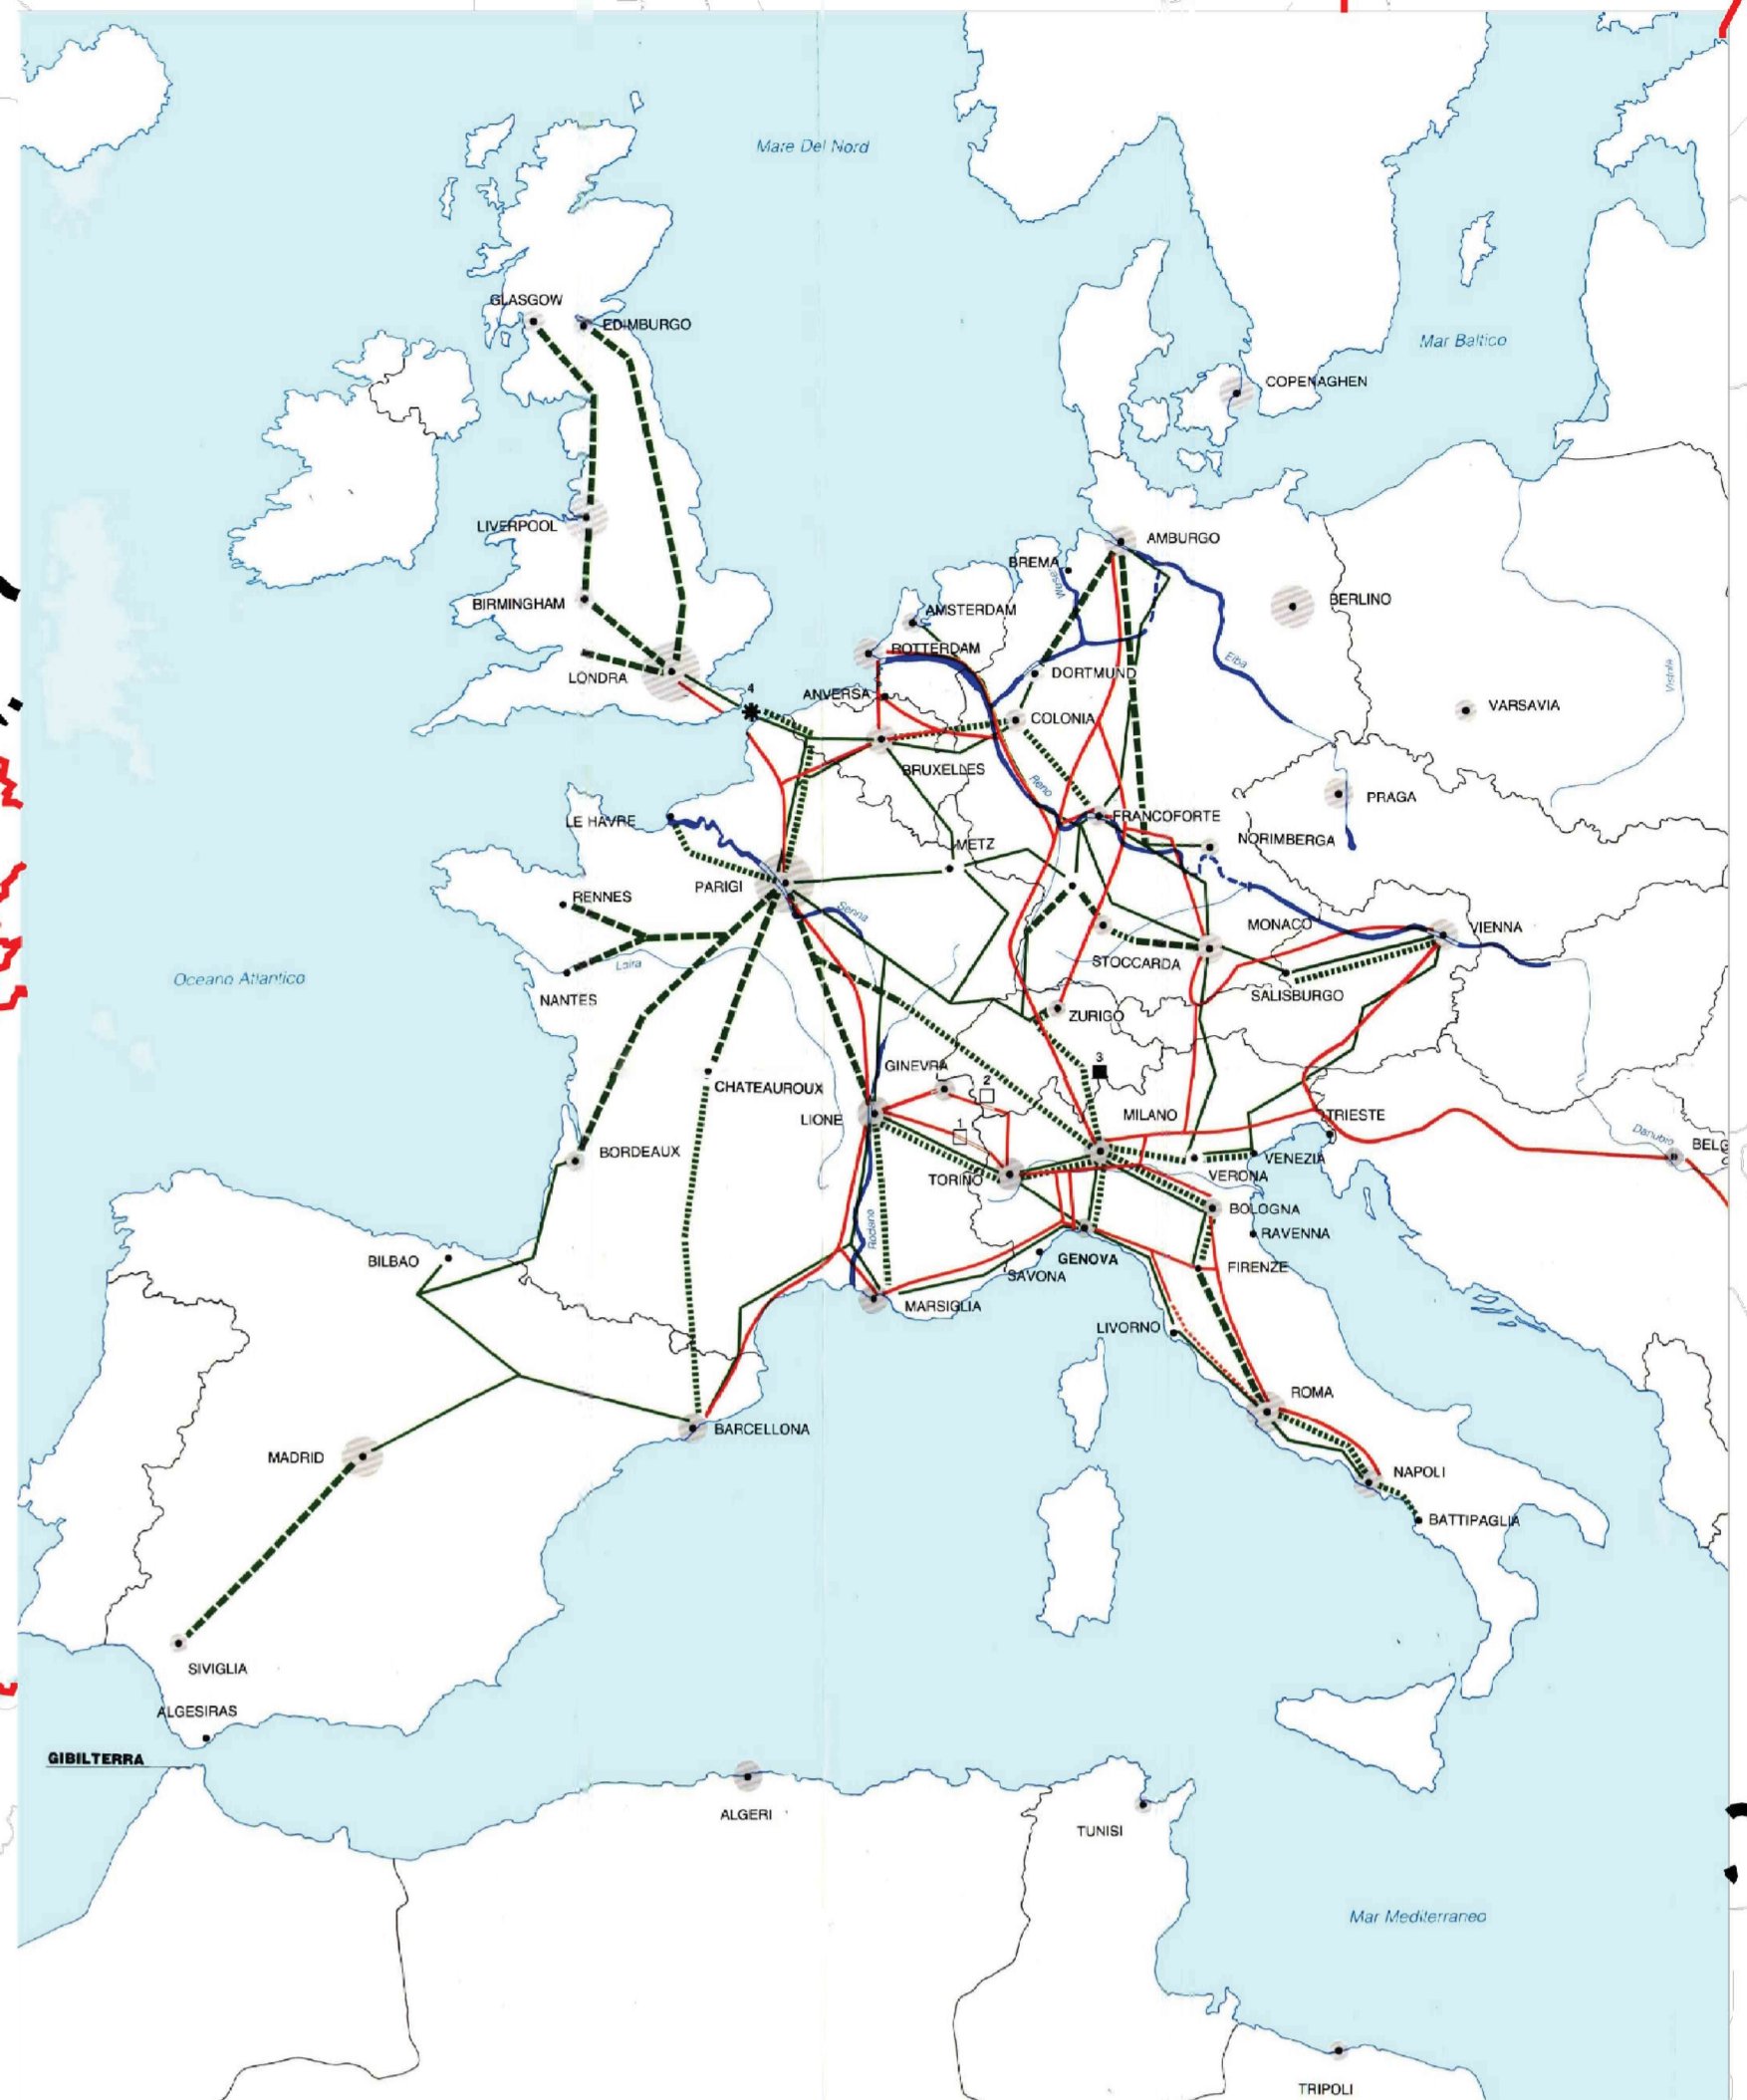 Mare Del Nord
GLASGOW
EDIMBURGO
Mar Baltico
COPENAGHEN
LIVERPOOL
AMBURGO
BREMA
Weser
BIRMINGHAM
BERLINO
AMSTERDAM
ROTTERDAM
Elba
LONDRA
DORTMUND
Vistola
4
ANVERSA
VARSAVIA
COLONIA
BRUXELLES
Reno
PRAGA
LE HAVRE
FRANCOFORTE
NORIMBERGA
METZ
PARIGI
RENNES
Senna
MONACO
VIENNA
Loira
STOCCARDA
Oceano Atlantico
NANTES
SALISBURGO
ZURIGO
3
GINEVRA
2
CHATEAUROUX
LIONE
MILANO
TRIESTE
1
Danubio
BELG
BORDEAUX
VENEZIA
TORINO
VERONA
BOLOGNA
Rodano
RAVENNA
BILBAO
GENOVA
FIRENZE
SAVONA
MARSIGLIA
LIVORNO
ROMA
BARCELLONA
MADRID
NAPOLI
BATTIPAGLIA
SIVIGLIA
ALGESIRAS
GIBILTERRA
ALGERI
TUNISI
Mar Mediterraneo
TRIPOLI